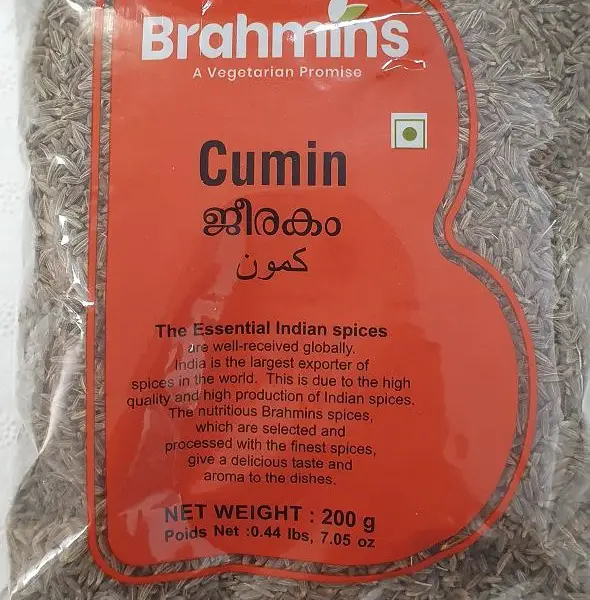 Brahmins
A Vegetarian Promise
Cumin
ജീരകം
كمون
The Essential Indian spices
are well-received globally.
India is the largest exporter of
spices in the world. This is due to the high
quality and high production of Indian spices.
The nutritious Brahmins spices,
which are selected and
processed with the finest spices,
give a delicious taste and
aroma to the dishes.
NET WEIGHT : 200 g
Poids Net :0.44 lbs, 7.05 oz